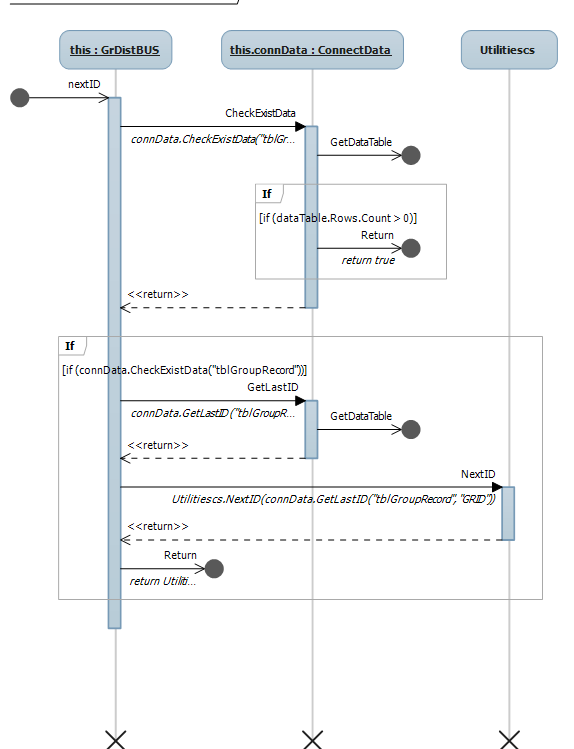 this : GrDistBUS
this.connData : ConnectData
Utilitiescs
nextID
CheckExistData
connData.CheckExistData("tblGr...
GetDataTable
If
[if (dataTable.Rows.Count > 0)]
Return
return true
<<return>>
If
[if (connData.CheckExistData("tblGroupRecord"))]
GetLastID
connData.GetLastID("tblGroupR...
GetDataTable
<<return>>
NextID
Utilitiescs.NextID(connData.GetLastID("tblGroupRecord", "GRID"))
<<return>>
Return
return Utiliti...